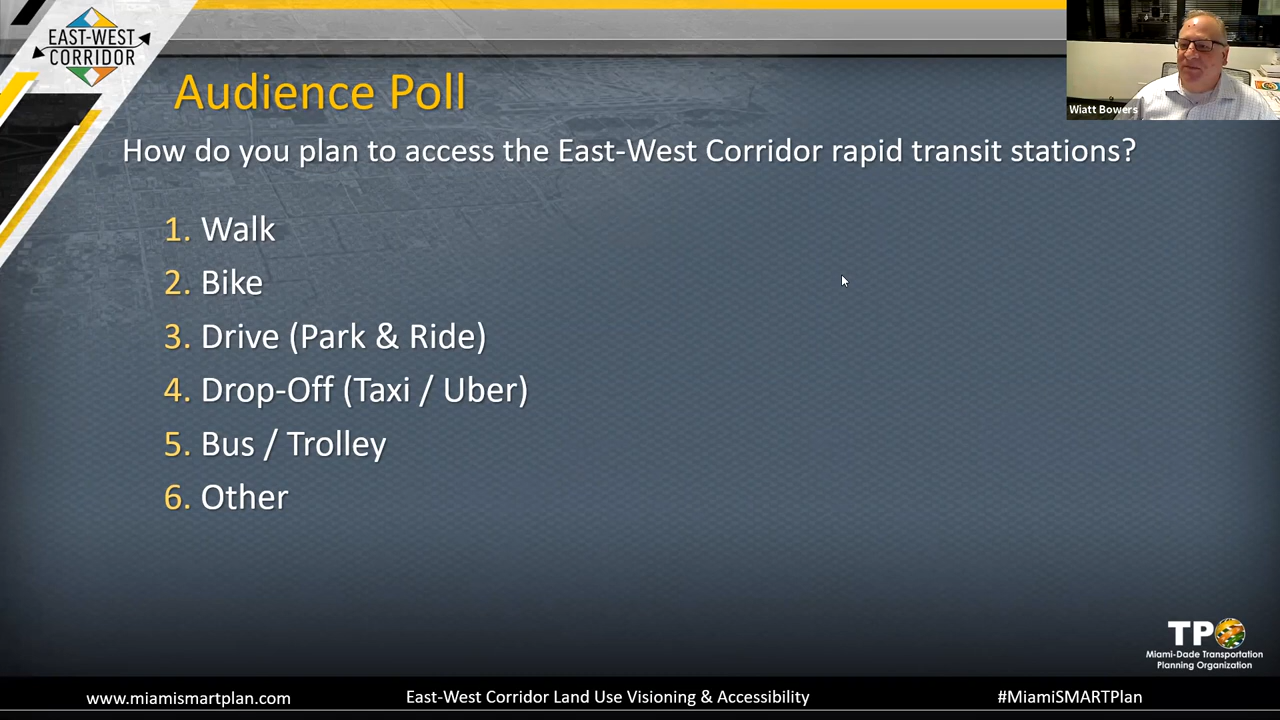 EAST-WEST
CORRIDOR
Audience Poll
Wiatt Bowers
How do you plan to access the East-West Corridor rapid transit stations?
1. Walk
2. Bike
3. Drive (Park & Ride)
4. Drop-Off (Taxi / Uber)
5. Bus / Trolley
6. Other
TPO
Miami-Dade Transportation
Planning Organization
www.miamismartplan.com
East-West Corridor Land Use Visioning & Accessibility
#MiamiSMARTPlan